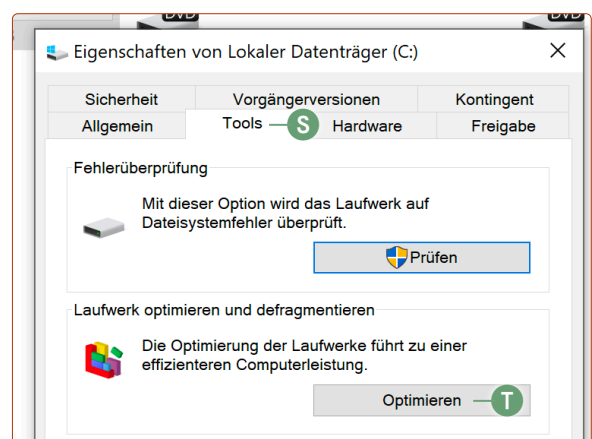 DVD DVD
Eigenschaften von Lokaler Datenträger (C:)
Sicherheit Vorgängerversionen Kontingent
Allgemein Tools S Hardware Freigabe
Fehlerüberprüfung
Mit dieser Option wird das Laufwerk auf
Dateisystemfehler überprüft.
Prüfen
Laufwerk optimieren und defragmentieren
Die Optimierung der Laufwerke führt zu einer
effizienteren Computerleistung.
Optimieren T